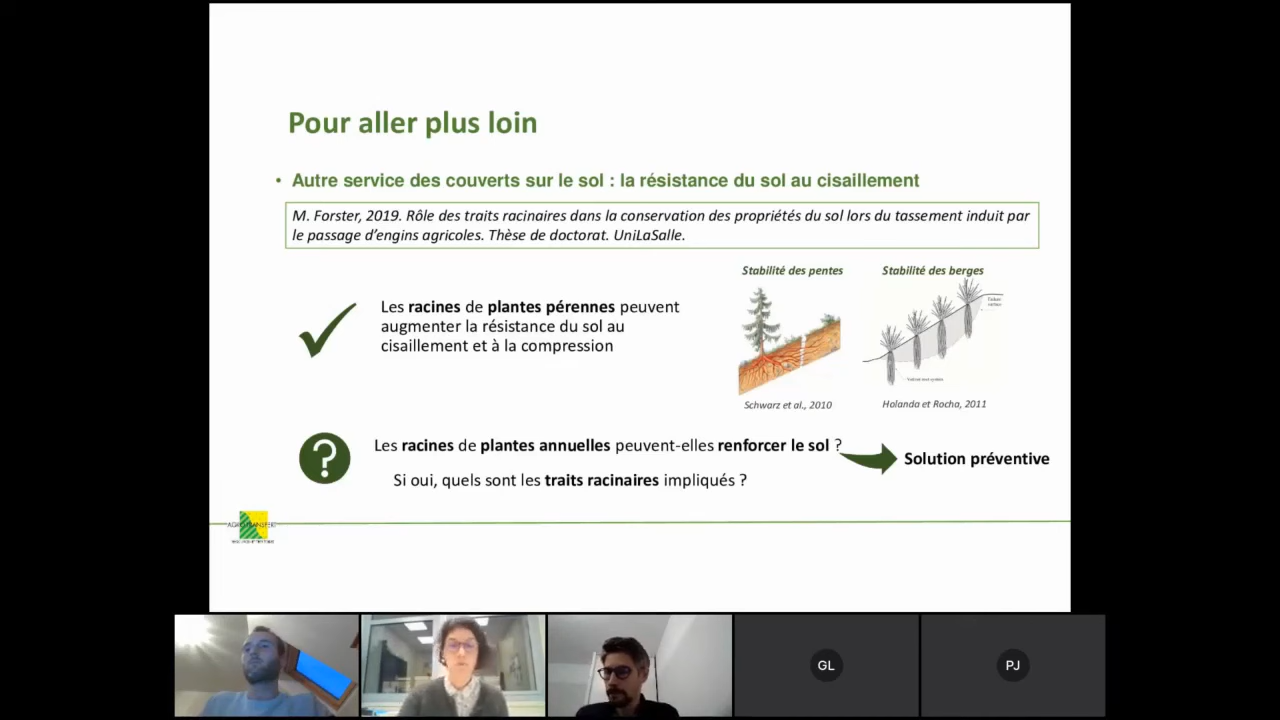 Pour aller plus loin
• Autre service des couverts sur le sol : la résistance du sol au cisaillement
M. Forster, 2019. Rôle des traits racinaires dans la conservation des propriétés du sol lors du tassement induit par
le passage d'engins agricoles. Thèse de doctorat. UniLaSalle.
Stabilité des pentes
Stabilité des berges
Les racines de plantes pérennes peuvent
augmenter la résistance du sol au
cisaillement et à la compression
Schwarz et al., 2010
Holanda et Rocha, 2011
?
Les racines de plantes annuelles peuvent-elles renforcer le sol ?
Solution préventive
Si oui, quels sont les traits racinaires impliqués ?
GL
PJ